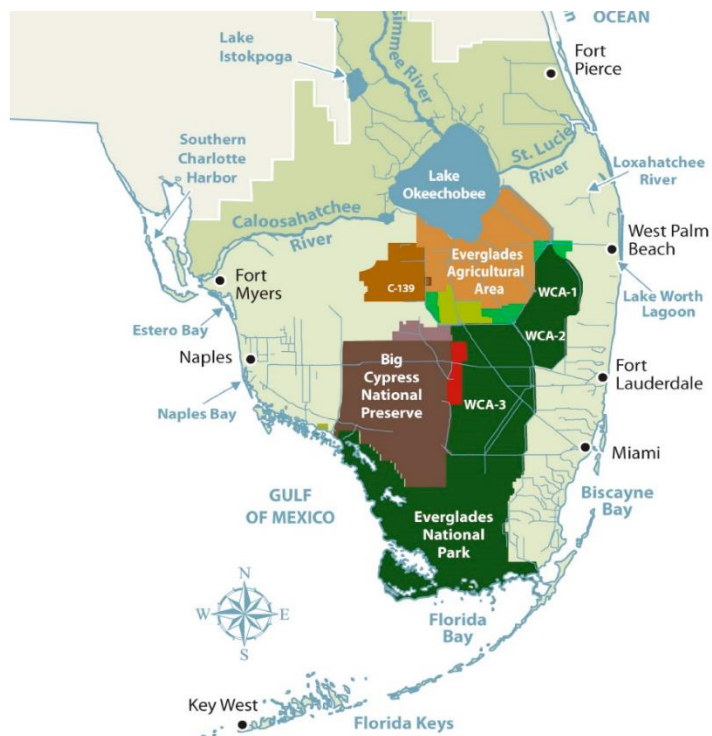 OCEAN
Lake
Istokpoga
simmee River
Fort
Pierce
Southern
Charlotte
Harbor
St. Lucie
River
Lake
Okeechobee
Loxahatchee
River
Caloosahatchee
River
West Palm
Beach
Everglades
Agricultural
Area
C-139
Fort
Myers
WCA-1
Lake Worth
Lagoon
Estero Bay
WCA-2
Naples
Big
Cypress
National
Preserve
Fort
Lauderdale
WCA-3
Naples Bay
Miami
GULF
OF MEXICO
Biscayne
Bay
Everglades
National
Park
N
W
E
S
Florida
Bay
Key West
Florida Keys